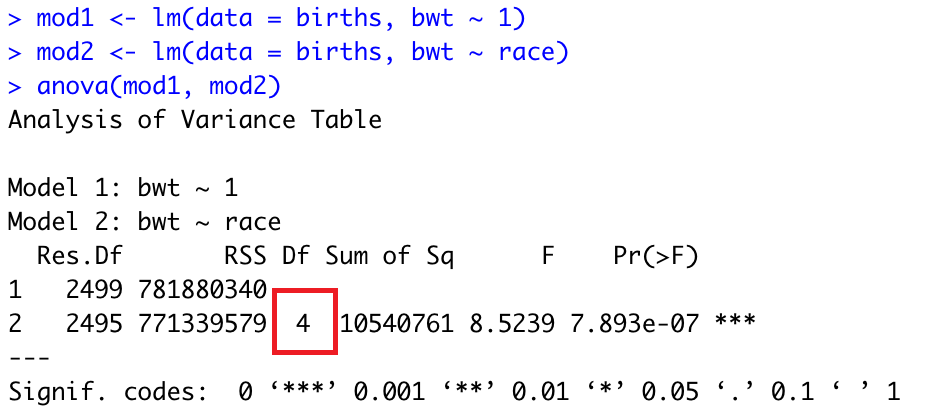 > mod1 <- lm(data = births, bwt ~ 1)
> mod2 <- lm(data = births, bwt ~ race)
> anova(mod1, mod2)
Analysis of Variance Table

Model 1: bwt ~ 1
Model 2: bwt ~ race
  Res.Df       RSS Df Sum of Sq      F    Pr(>F)
1   2499 781880340
2   2495 771339579  4  10540761 8.5239 7.893e-07 ***
---
Signif. codes:  0 ‘***’ 0.001 ‘**’ 0.01 ‘*’ 0.05 ‘.’ 0.1 ‘ ’ 1